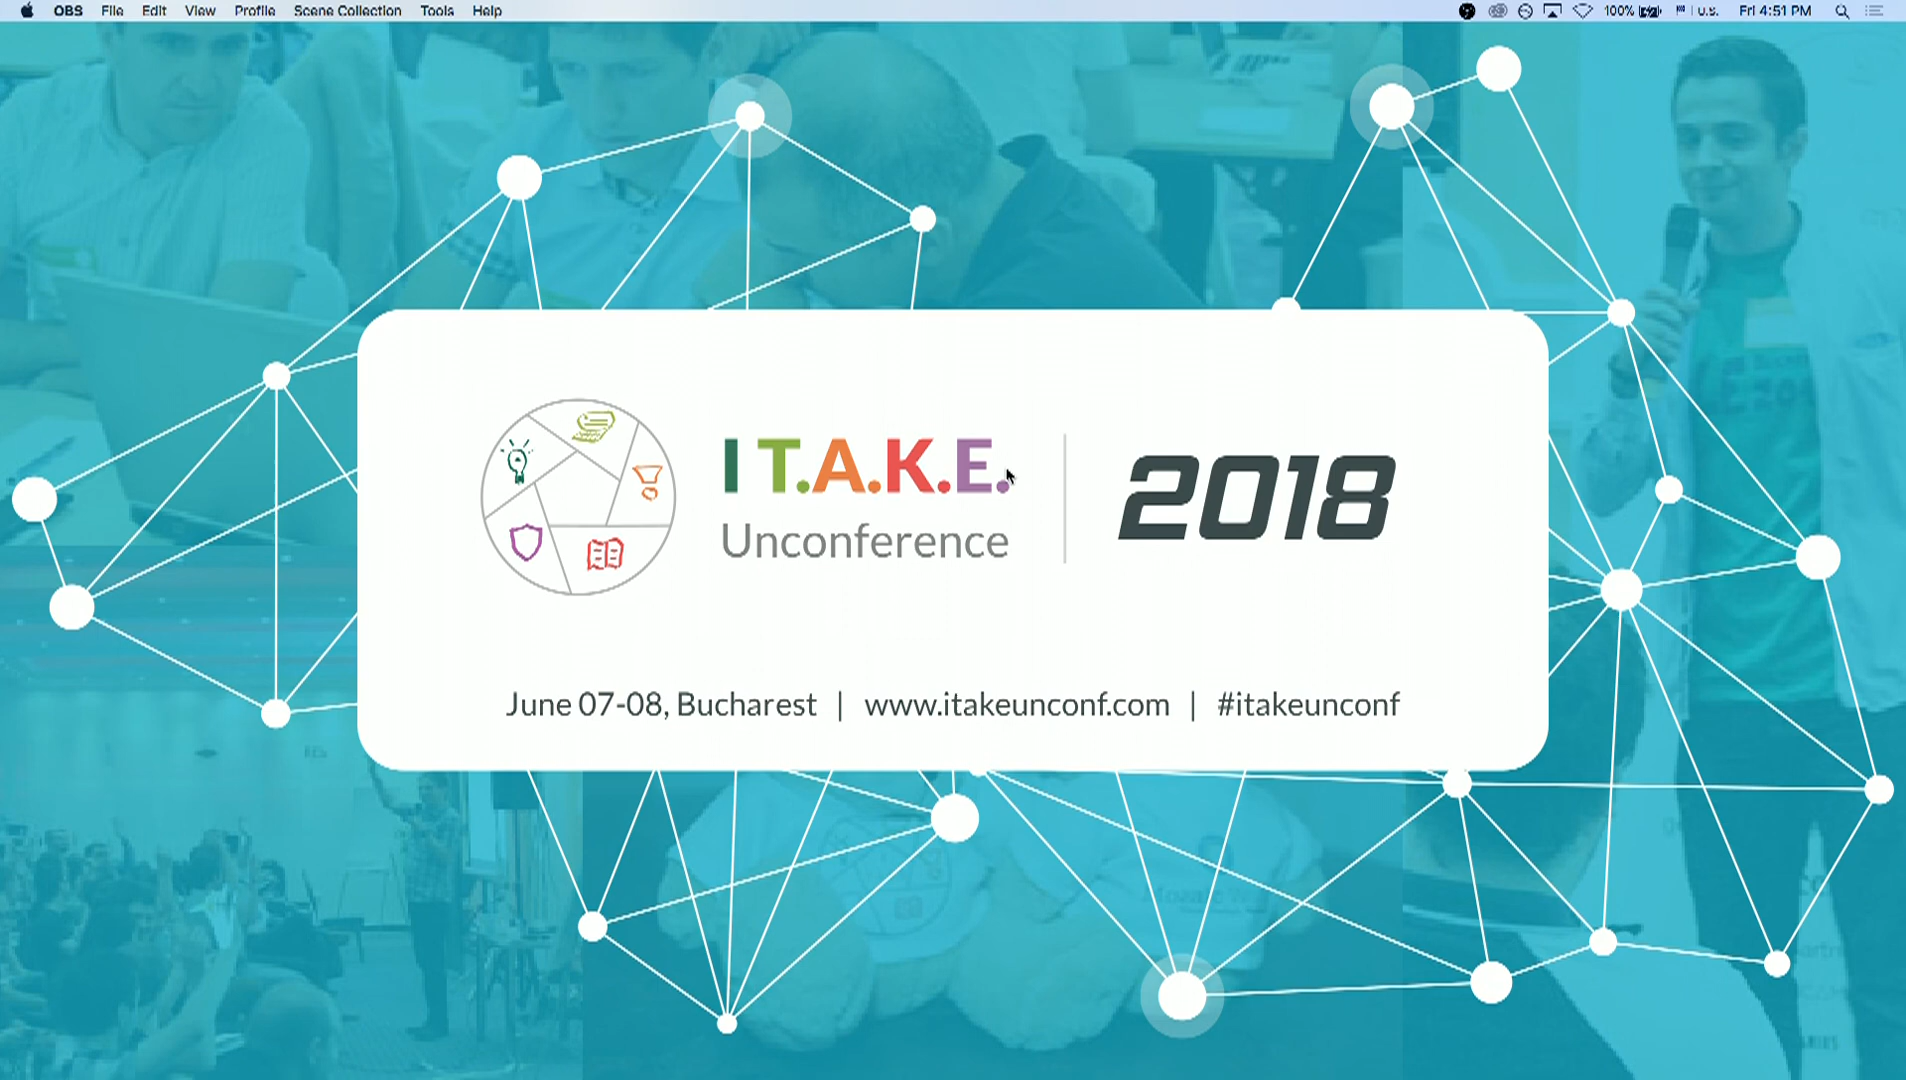 OBS File Edit View Profile Scene Collection Tools Help 100% U.S. Fri 4:51 PM
I T.A.K.E.
Unconference
2018
June 07-08, Bucharest | www.itakeunconf.com | #itakeunconf